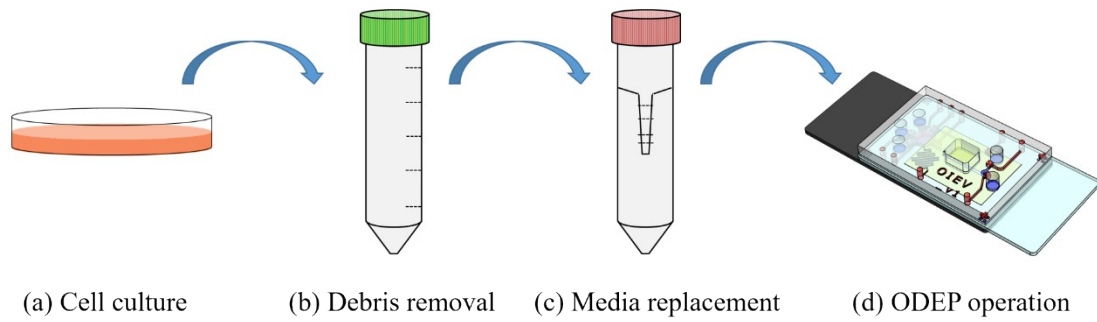 OIEV
(a) Cell culture
(b) Debris removal
(c) Media replacement
(d) ODEP operation